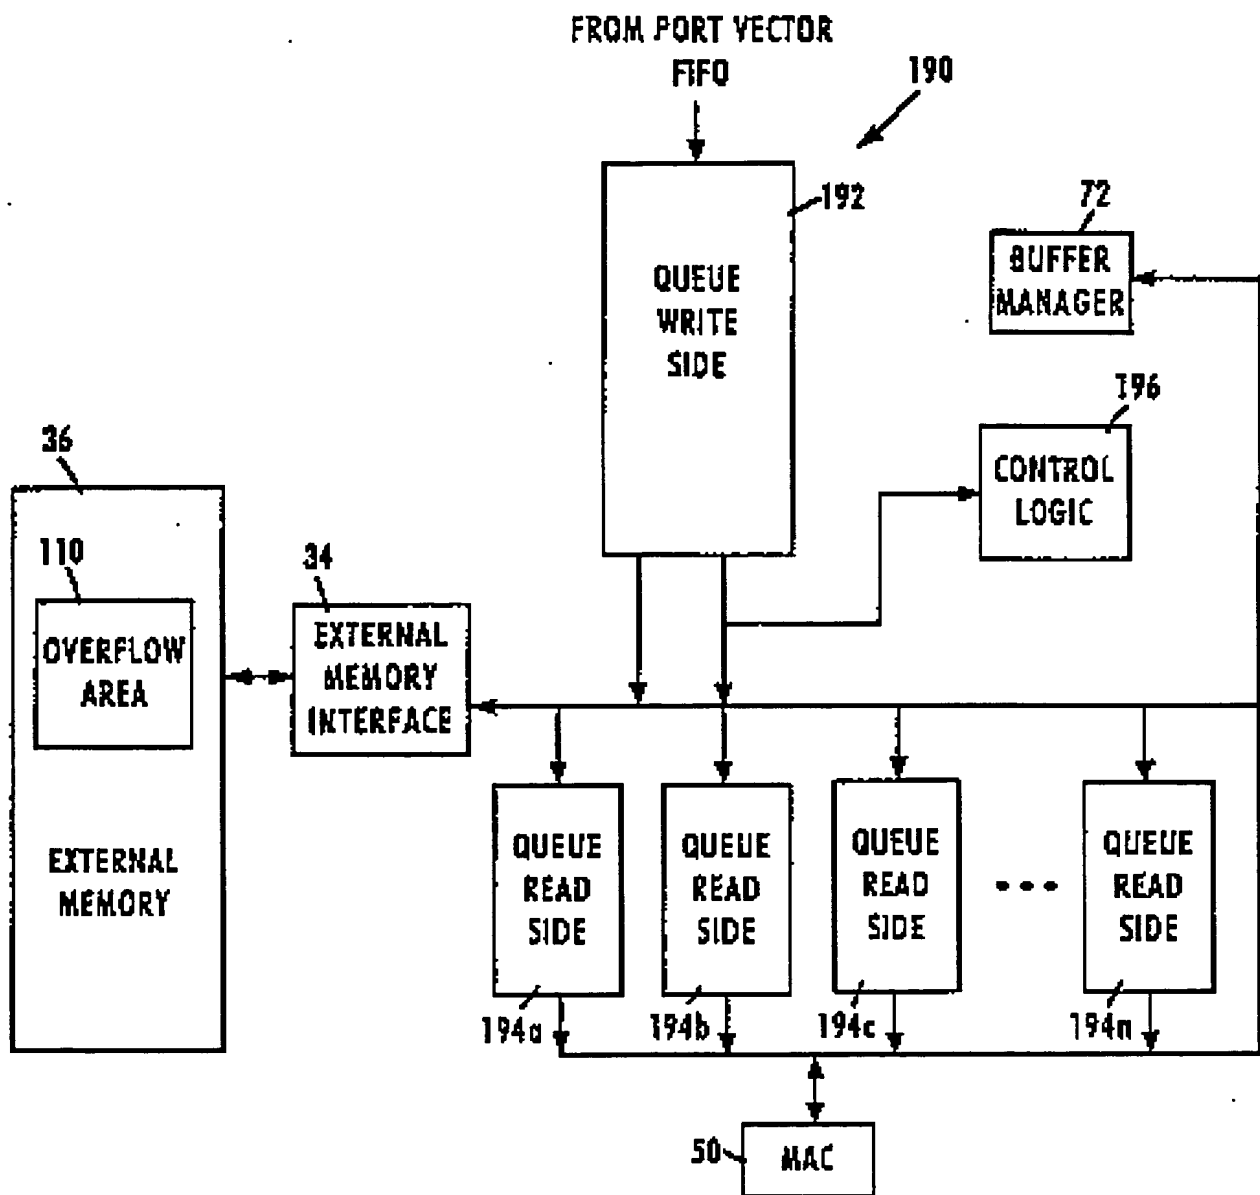 FROM PORT VECTOR
FIFO
190
192
QUEUE
WRITE
SIDE
72
BUFFER
MANAGER
196
CONTROL
LOGIC
36
110
OVERFLOW
AREA
EXTERNAL
MEMORY
34
EXTERNAL
MEMORY
INTERFACE
QUEUE
READ
SIDE
194a
QUEUE
READ
SIDE
194b
QUEUE
READ
SIDE
194c
QUEUE
READ
SIDE
194n
50
MAC